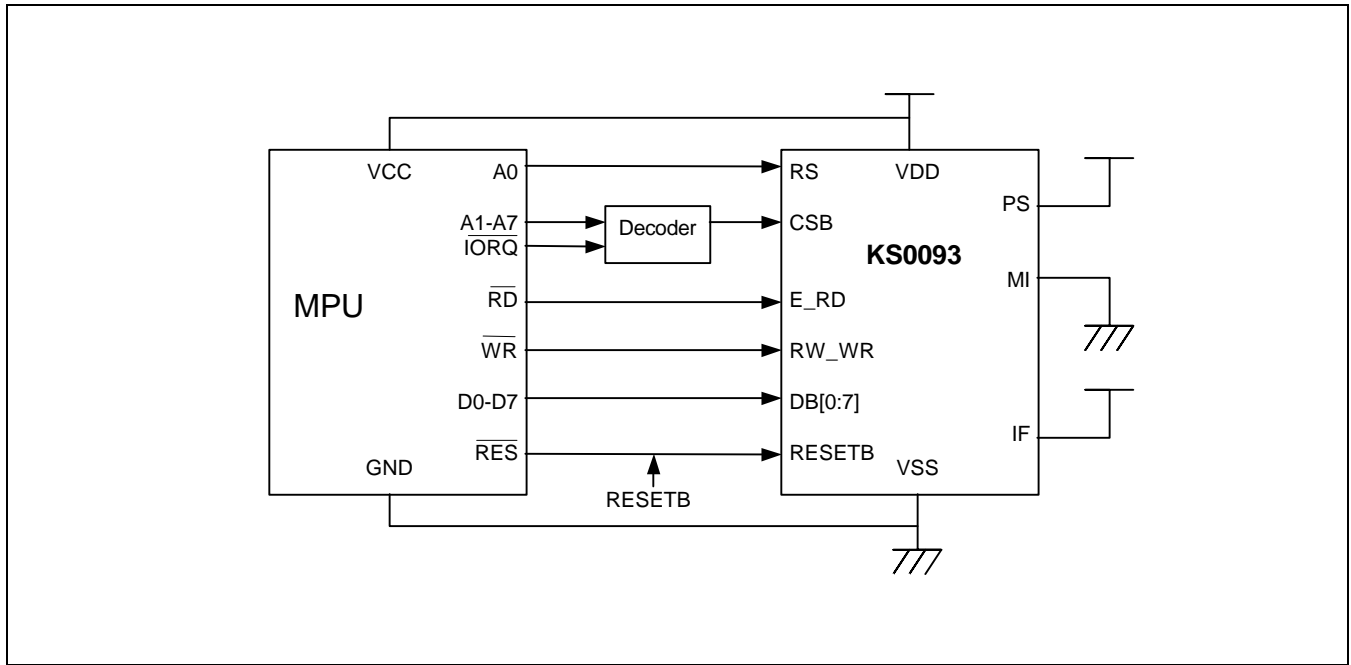 VCC
A0
A1-A7
IORQ
MPU
RD
WR
D0-D7
RES
GND
Decoder
RESETB
RS
VDD
CSB
KS0093
E_RD
RW_WR
DB[0:7]
RESETB
VSS
PS
MI
IF